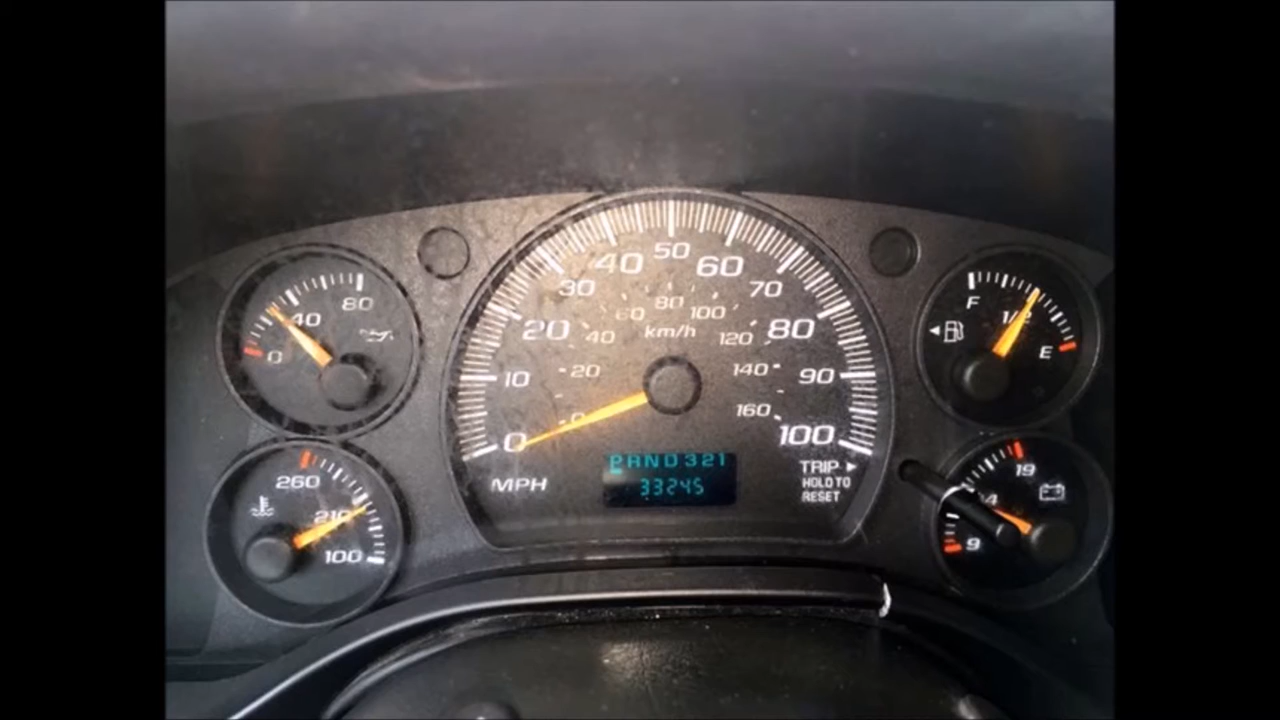 80
40
0
50
40 60
30 70
20 80
10 90
0 100
80
60 100
40 km/h 120
20 140
0 160
MPH
PRND321
33245
TRIP ▶
HOLD TO
RESET
F
1/2
E
260
210
100
19
9